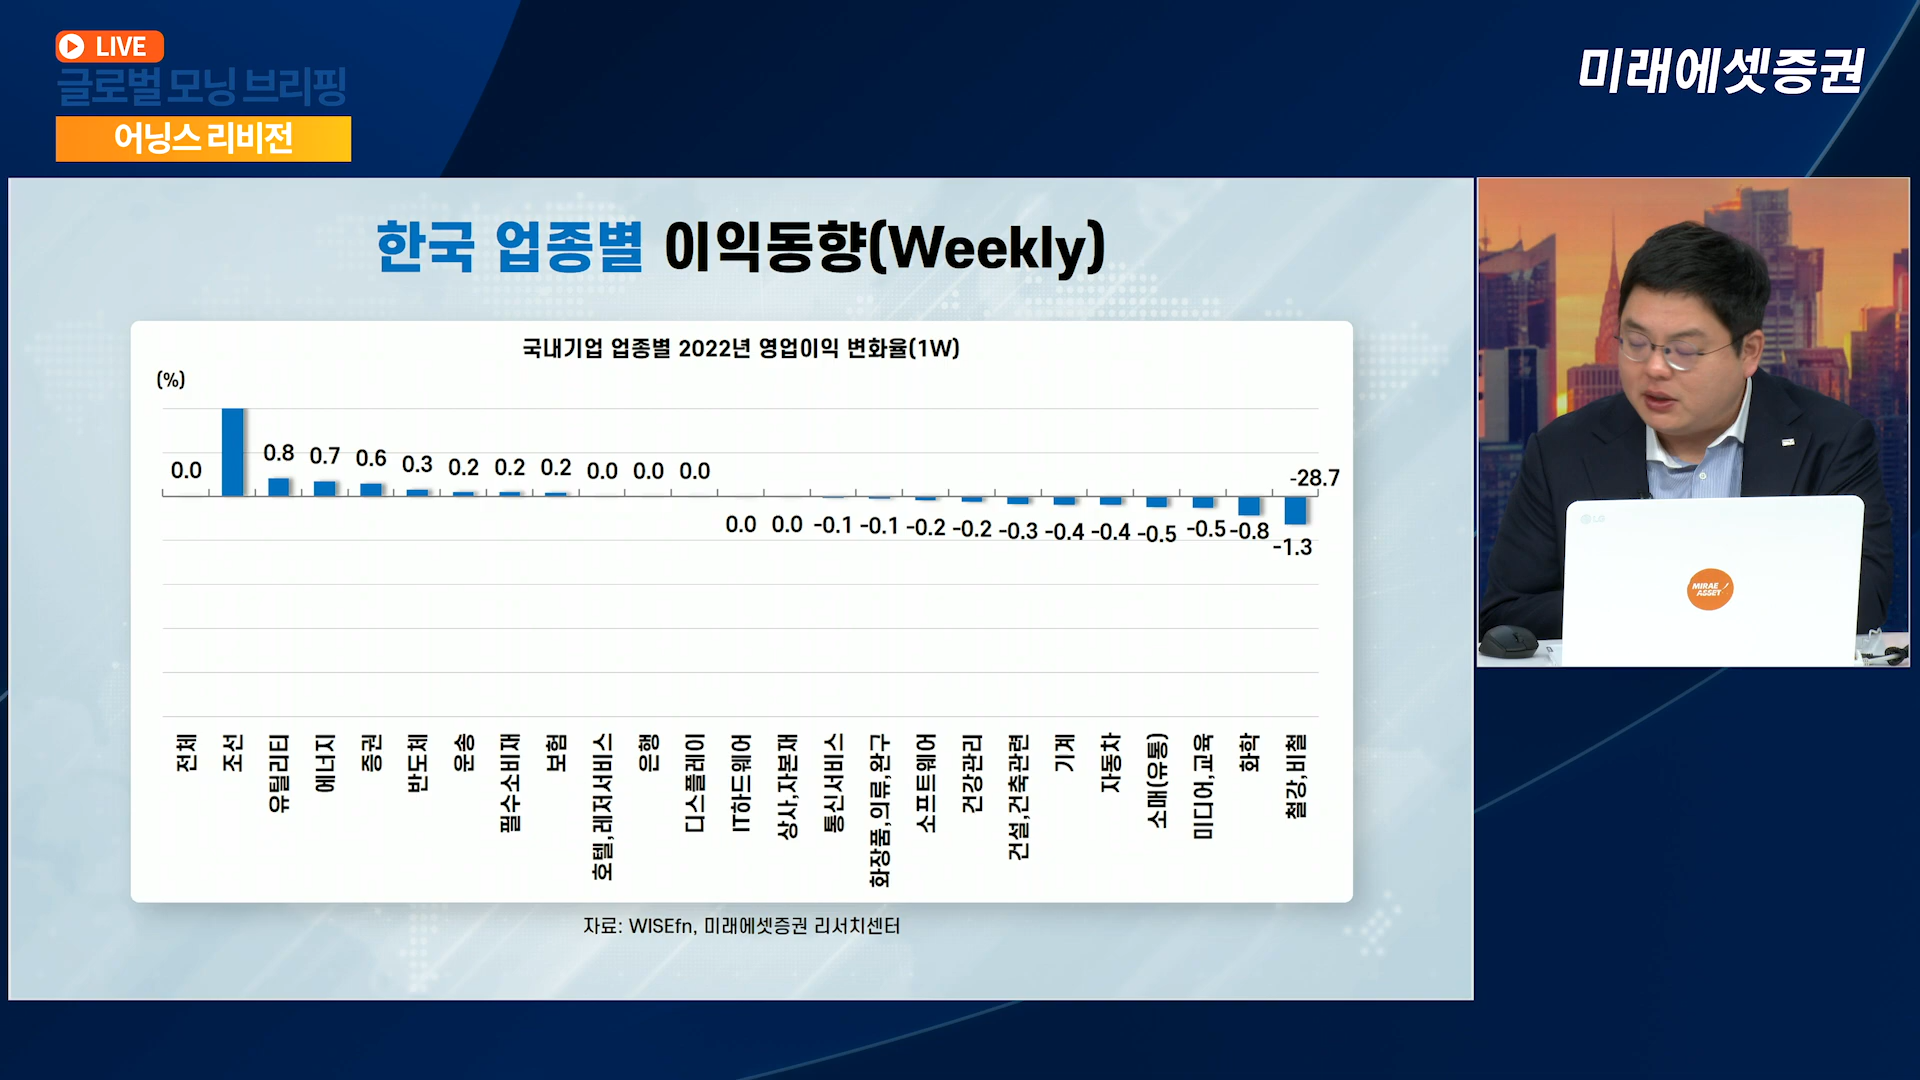 LIVE
글로벌 모닝 브리핑
어닝스 리비전
미래에셋증권
한국 업종별 이익동향(Weekly)
국내기업 업종별 2022년 영업이익 변화율(1W)
(%)
0.0
0.8
0.7
0.6
0.3
0.2
0.2
0.2
0.0
0.0
0.0
0.0
0.0
-0.1
-0.1
-0.2
-0.2
-0.3
-0.4
-0.4
-0.5
-0.5
-0.8
-1.3
-28.7
전체
조선
유틸리티
에너지
증권
반도체
운송
필수소비재
보험
호텔,레저서비스
은행
디스플레이
IT하드웨어
상사,자본재
통신서비스
화장품,의류,완구
소프트웨어
건강관리
건설,건축관련
기계
자동차
소매(유통)
미디어,교육
화학
철강,비철
자료: WISEfn, 미래에셋증권 리서치센터
LG
MIRAE
ASSET